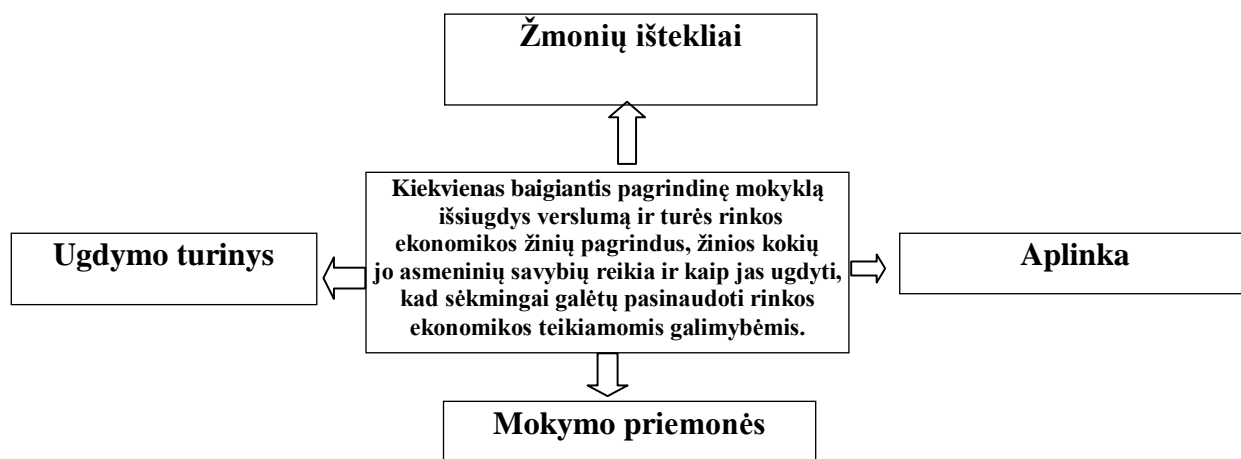 Žmonių ištekliai
Kiekvienas baigiantis pagrindinę mokyklą
išsiugdys verslumą ir turės rinkos
ekonomikos žinių pagrindus, žinios kokių
jo asmeninių savybių reikia ir kaip jas ugdyti,
kad sėkmingai galėtų pasinaudoti rinkos
ekonomikos teikiamomis galimybėmis.
Ugdymo turinys
Aplinka
Mokymo priemonės